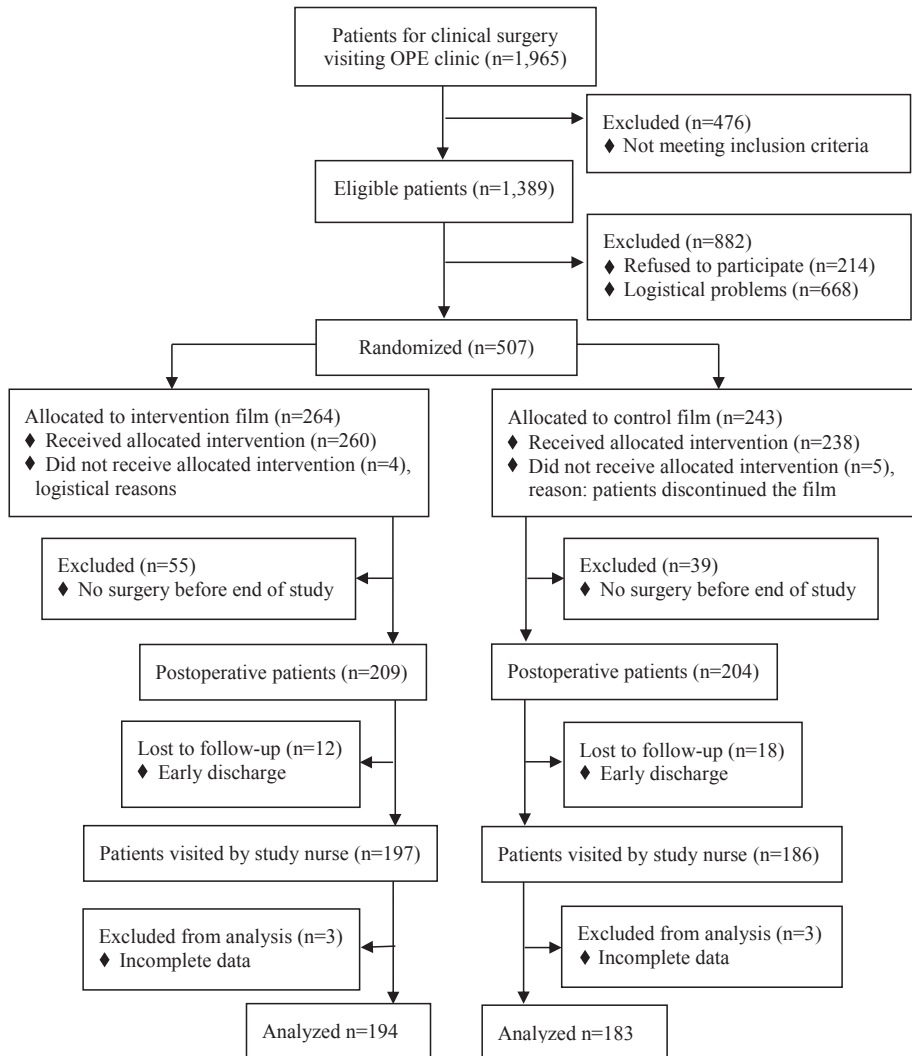 Patients for clinical surgery
visiting OPE clinic (n=1,965)
Excluded (n=476)
♦ Not meeting inclusion criteria
Eligible patients (n=1,389)
Excluded (n=882)
♦ Refused to participate (n=214)
♦ Logistical problems (n=668)
Randomized (n=507)
Allocated to intervention film (n=264)
♦ Received allocated intervention (n=260)
♦ Did not receive allocated intervention (n=4),
logistical reasons
Allocated to control film (n=243)
♦ Received allocated intervention (n=238)
♦ Did not receive allocated intervention (n=5),
reason: patients discontinued the film
Excluded (n=55)
♦ No surgery before end of study
Excluded (n=39)
♦ No surgery before end of study
Postoperative patients (n=209)
Postoperative patients (n=204)
Lost to follow-up (n=12)
♦ Early discharge
Lost to follow-up (n=18)
♦ Early discharge
Patients visited by study nurse (n=197)
Patients visited by study nurse (n=186)
Excluded from analysis (n=3)
♦ Incomplete data
Excluded from analysis (n=3)
♦ Incomplete data
Analyzed n=194
Analyzed n=183